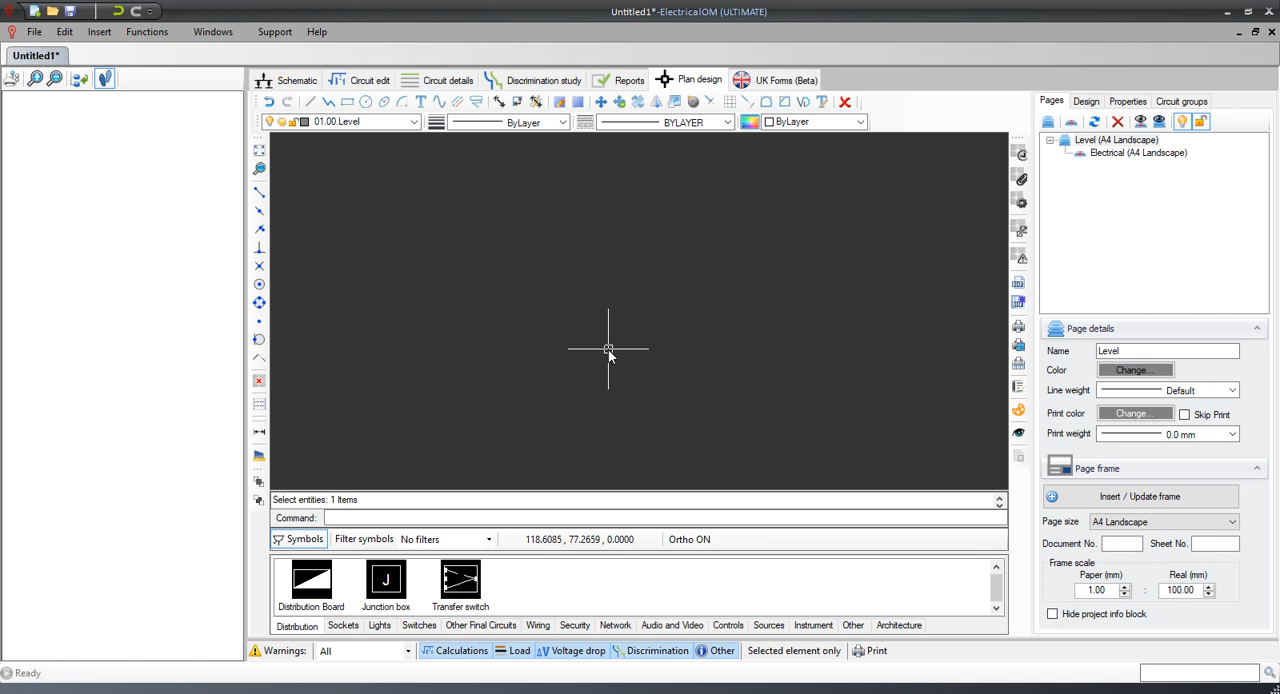 Untitled1*-ElectricalOM (ULTIMATE)
File Edit Insert Functions Windows Support Help
Untitled1*
Schematic Circuit edit Circuit details Discrimination study Reports Plan design UK Forms (Beta)
01.00.Level ByLayer BYLAYER ByLayer
Pages Design Properties Circuit groups
Level (A4 Landscape)
Electrical (A4 Landscape)
Page details
Name Level
Color Change...
Line weight Default
Print color Change... Skip Print
Print weight 0.0 mm
Page frame
Insert / Update frame
Page size A4 Landscape
Document No. Sheet No.
Frame scale
Paper (mm) Real (mm)
1.00 : 100.00
Hide project info block
Select entities: 1 Items
Command:
Symbols Filter symbols No filters 118.6085 , 77.2659 , 0.0000 Ortho ON
J
Distribution Board Junction box Transfer switch
Distribution Sockets Lights Switches Other Final Circuits Wiring Security Network Audio and Video Controls Sources Instrument Other Architecture
Warnings: All Calculations Load Voltage drop Discrimination Other Selected element only Print
Ready